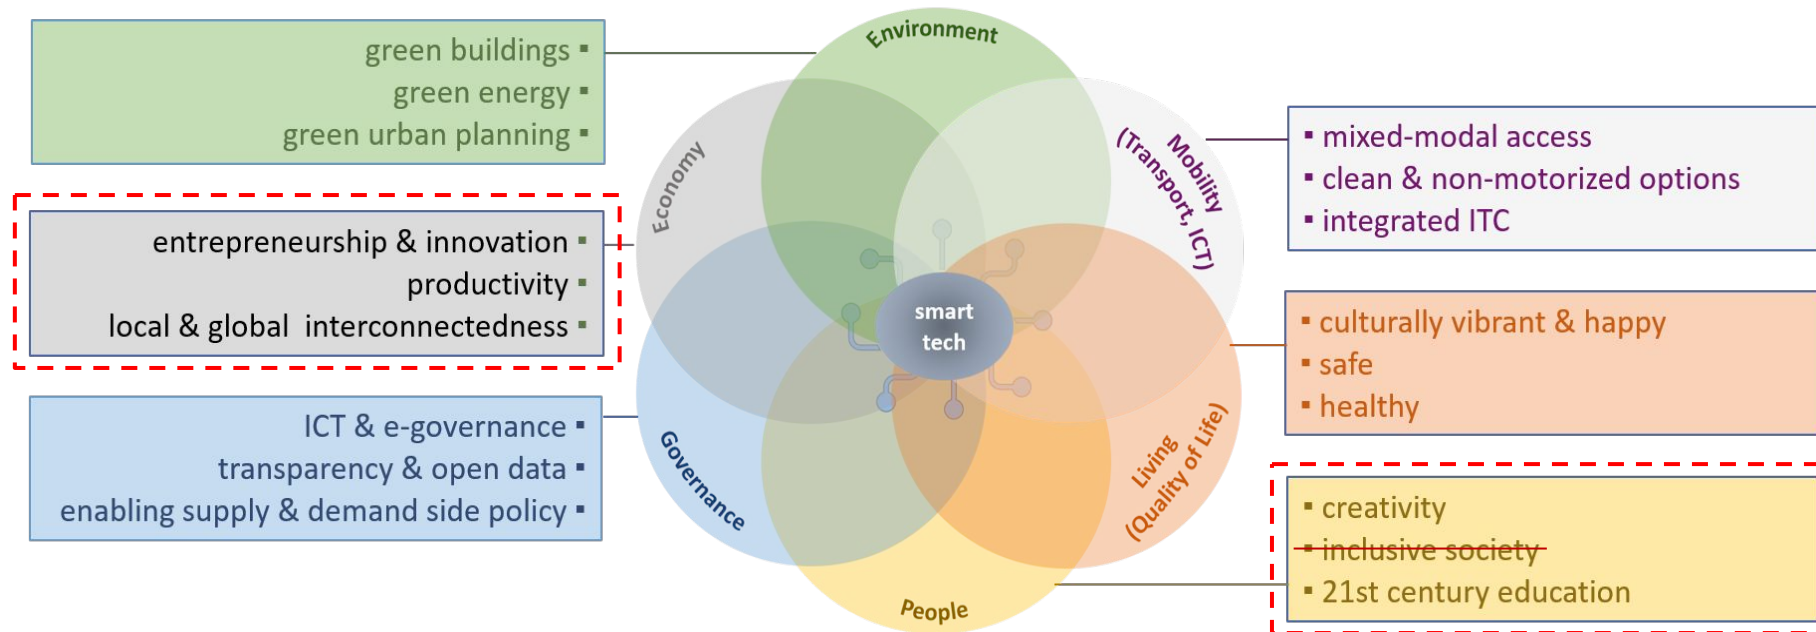 green buildings
green energy
green urban planning
entrepreneurship & innovation
productivity
local & global interconnectedness
ICT & e-governance
transparency & open data
enabling supply & demand side policy
Environment
Economy
Mobility
(Transport, ICT)
smart
tech
Governance
Living
(Quality of Life)
People
mixed-modal access
clean & non-motorized options
integrated ITC
culturally vibrant & happy
safe
healthy
creativity
inclusive society
21st century education